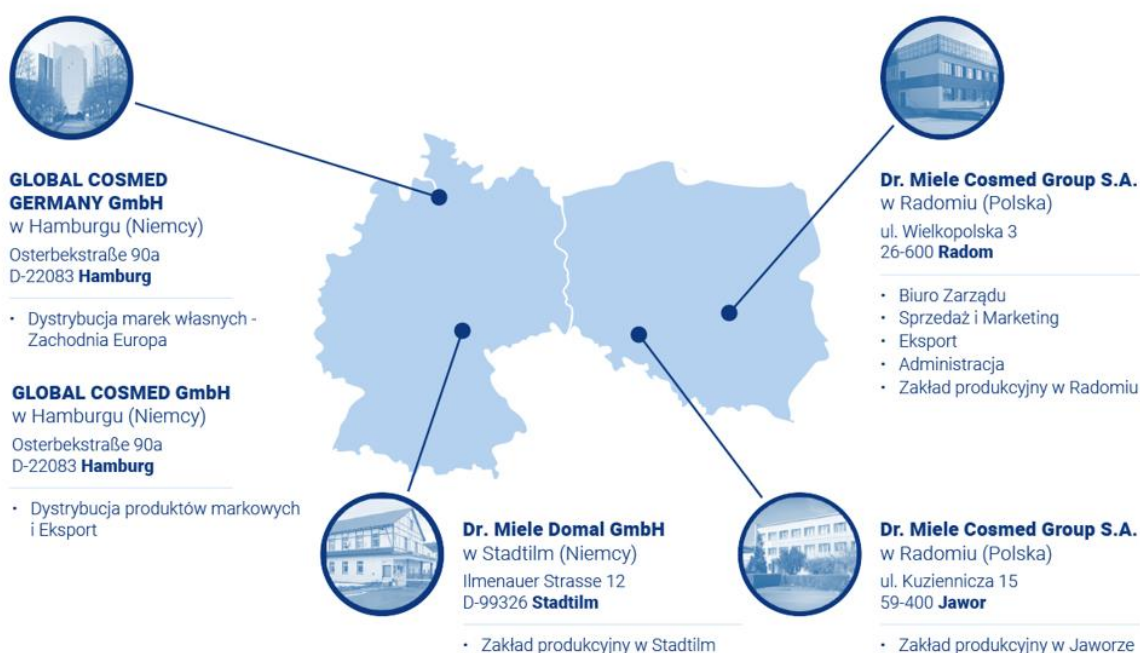 GLOBAL COSMED
GERMANY GmbH
w Hamburgu (Niemcy)
Osterbekstraße 90a
D-22083 Hamburg
• Dystrybucja marek własnych -
Zachodnia Europa
GLOBAL COSMED GmbH
w Hamburgu (Niemcy)
Osterbekstraße 90a
D-22083 Hamburg
• Dystrybucja produktów markowych
i Eksport
Dr. Miele Domal GmbH
w Stadtilm (Niemcy)
Ilmenauer Strasse 12
D-99326 Stadtilm
• Zakład produkcyjny w Stadtilm
Dr. Miele Cosmed Group S.A.
w Radomiu (Polska)
ul. Wielkopolska 3
26-600 Radom
• Biuro Zarządu
• Sprzedaż i Marketing
• Eksport
• Administracja
• Zakład produkcyjny w Radomiu
Dr. Miele Cosmed Group S.A.
w Radomiu (Polska)
ul. Kuziennicza 15
59-400 Jawor
• Zakład produkcyjny w Jaworze